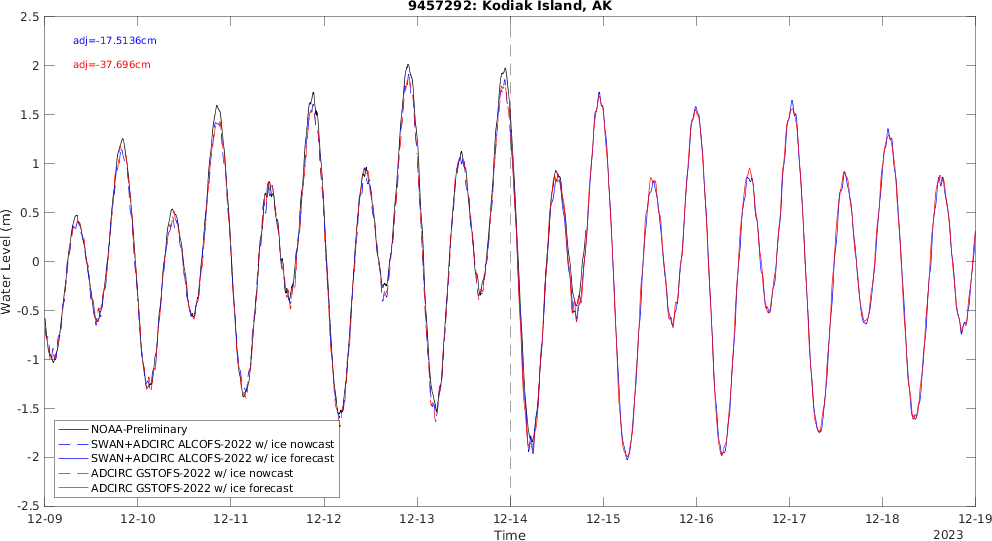 9457292: Kodiak Island, AK
adj=-17.5136cm
adj=-37.696cm
2.5
2
1.5
1
0.5
0
-0.5
-1
-1.5
-2
-2.5
Water Level (m)
NOAA-Preliminary
SWAN+ADCIRC ALCOFS-2022 w/ ice nowcast
SWAN+ADCIRC ALCOFS-2022 w/ ice forecast
ADCIRC GSTOFS-2022 w/ ice nowcast
ADCIRC GSTOFS-2022 w/ ice forecast
12-09 12-10 12-11 12-12 12-13 12-14 12-15 12-16 12-17 12-18 12-19
Time
2023